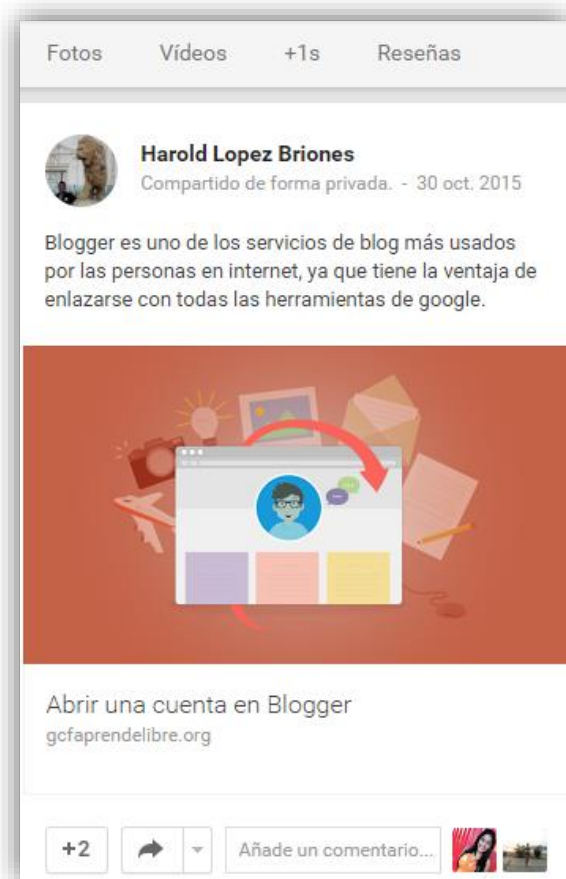 Fotos Vídeos +1s Reseñas
Harold Lopez Briones
Compartido de forma privada. - 30 oct. 2015
Blogger es uno de los servicios de blog más usados
por las personas en internet, ya que tiene la ventaja de
enlazarse con todas las herramientas de google.
Abrir una cuenta en Blogger
gcfaprendelibre.org
+2 Añade un comentario...